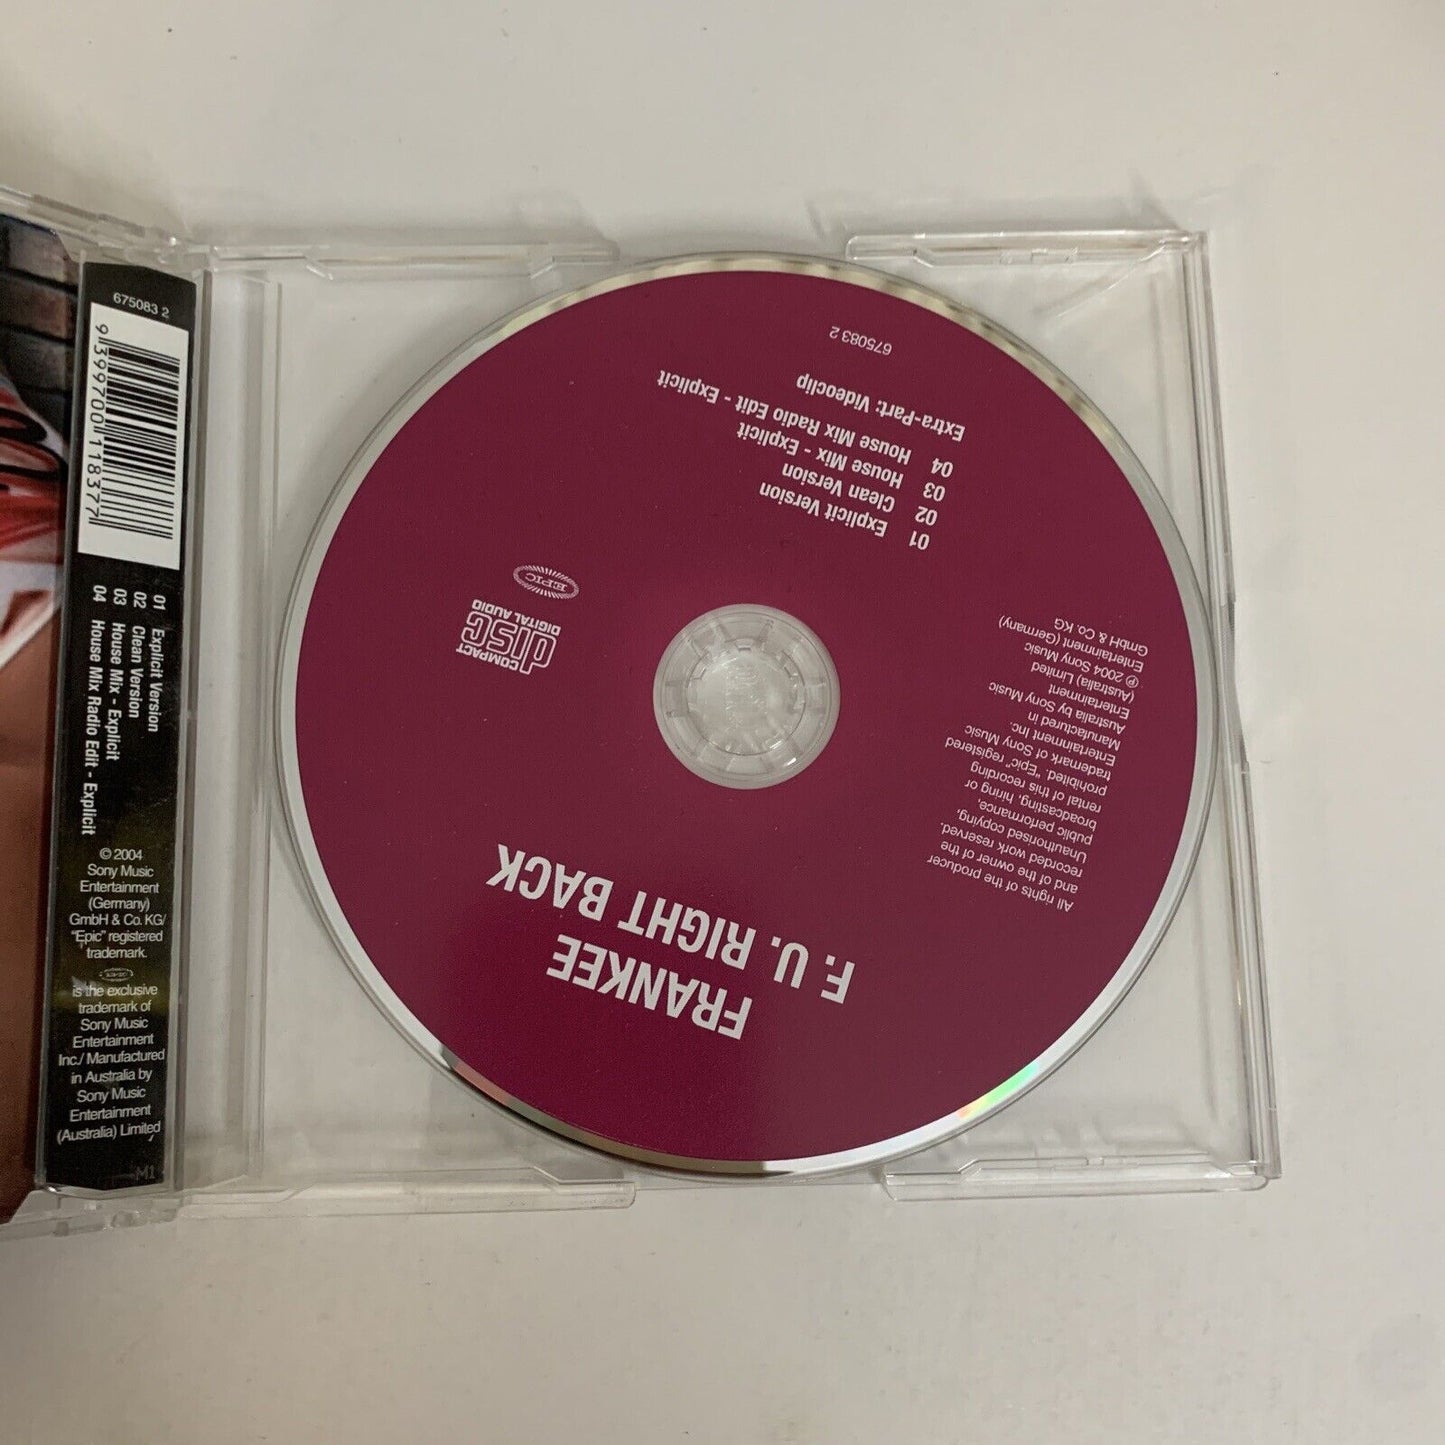 675083 2
9 399700 118377
01 Explicit Version
02 Clean Version
03 House Mix - Explicit
04 House Mix Radio Edit - Explicit
© 2004
Sony Music
Entertainment
(Germany)
GmbH & Co. KG/
"Epic" registered
trademark.
EPIC
is the exclusive
trademark of
Sony Music
Entertainment
Inc./ Manufactured
in Australia by
Sony Music
Entertainment
(Australia) Limited
M1
FRANKEE
F. U. RIGHT BACK
All rights of the producer
and of the owner of the
recorded work reserved.
Unauthorised copying,
public performance,
broadcasting, hiring or
rental of this recording
prohibited. "Epic" registered
trademark of Sony Music
Entertainment Inc.
Manufactured in
Australia by Sony Music
Entertainment
(Australia) Limited
℗ 2004 Sony Music
Entertainment (Germany)
GmbH & Co. KG
COMPACT
disc
DIGITAL AUDIO
EPIC
01 Explicit Version
02 Clean Version
03 House Mix - Explicit
04 House Mix Radio Edit - Explicit
Extra-Part: Videoclip
675083 2